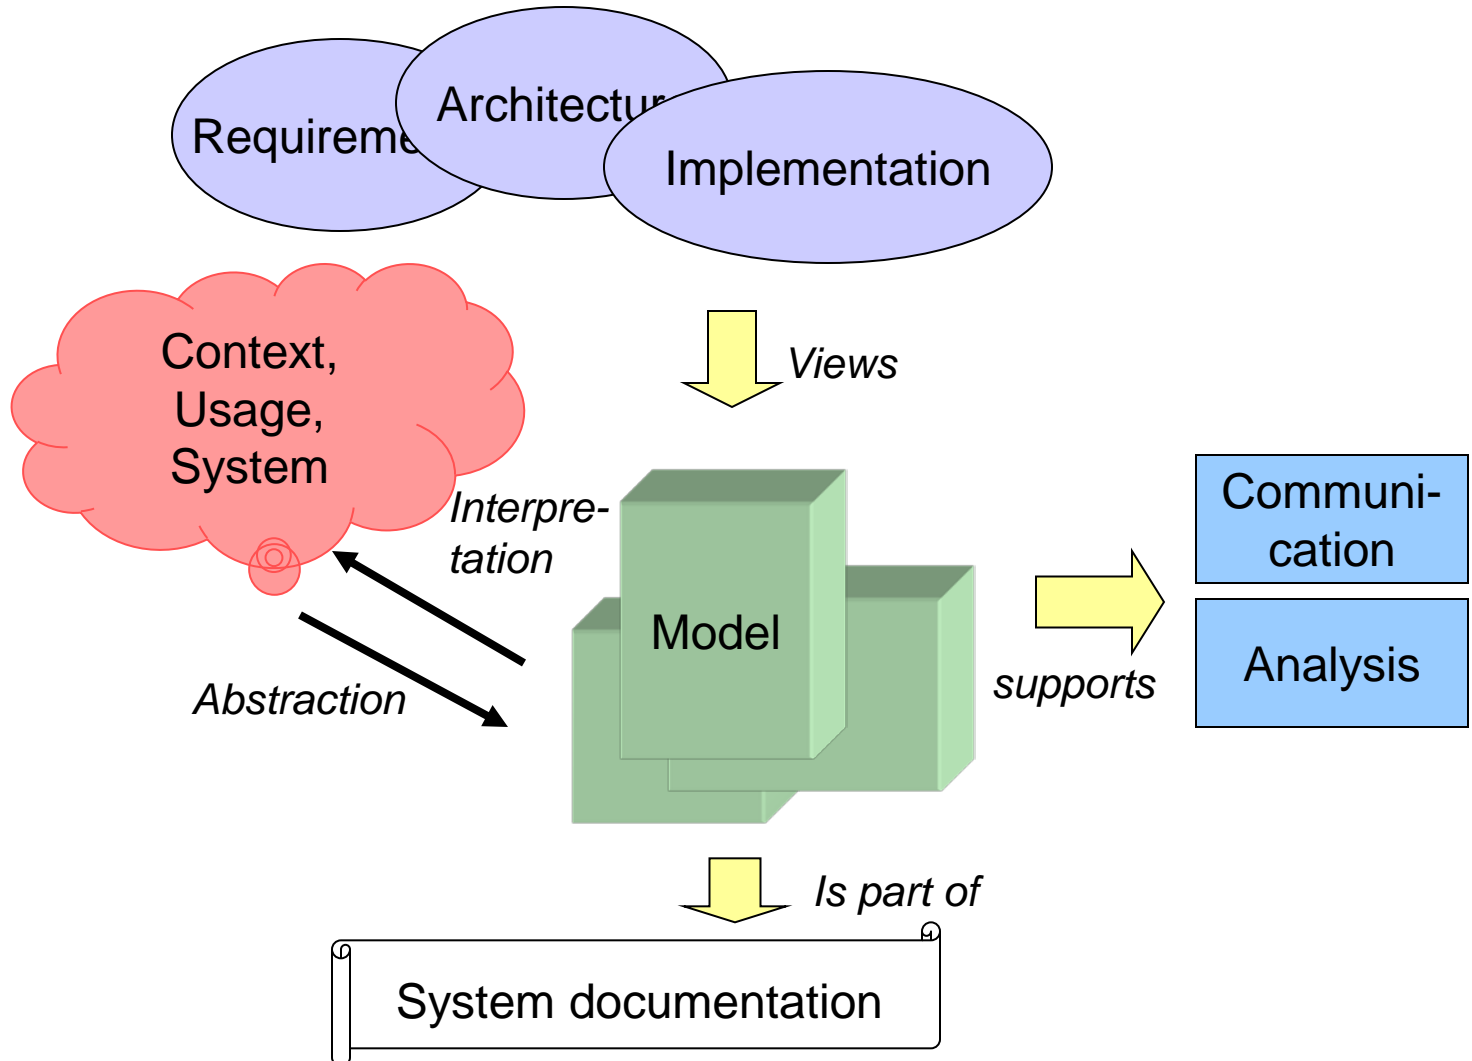 Requireme
Architectur
Implementation
Views
Context,
Usage,
System
Interpre-
tation
Abstraction
Model
supports
Communi-
cation
Analysis
Is part of
System documentation